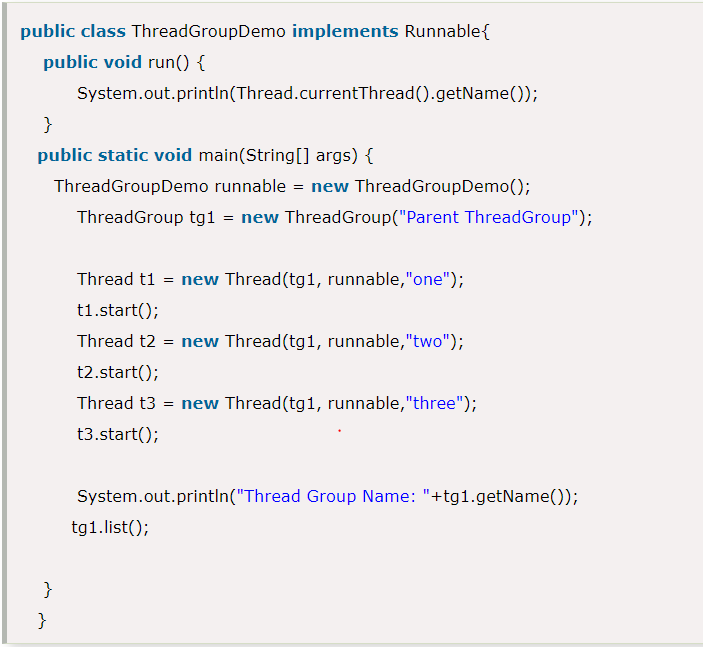 public class ThreadGroupDemo implements Runnable{
public void run() {
System.out.println(Thread.currentThread().getName());
}
public static void main(String[] args) {
ThreadGroupDemo runnable = new ThreadGroupDemo();
ThreadGroup tg1 = new ThreadGroup("Parent ThreadGroup");
Thread t1 = new Thread(tg1, runnable,"one");
t1.start();
Thread t2 = new Thread(tg1, runnable,"two");
t2.start();
Thread t3 = new Thread(tg1, runnable,"three");
t3.start();
System.out.println("Thread Group Name: "+tg1.getName());
tg1.list();
}
}